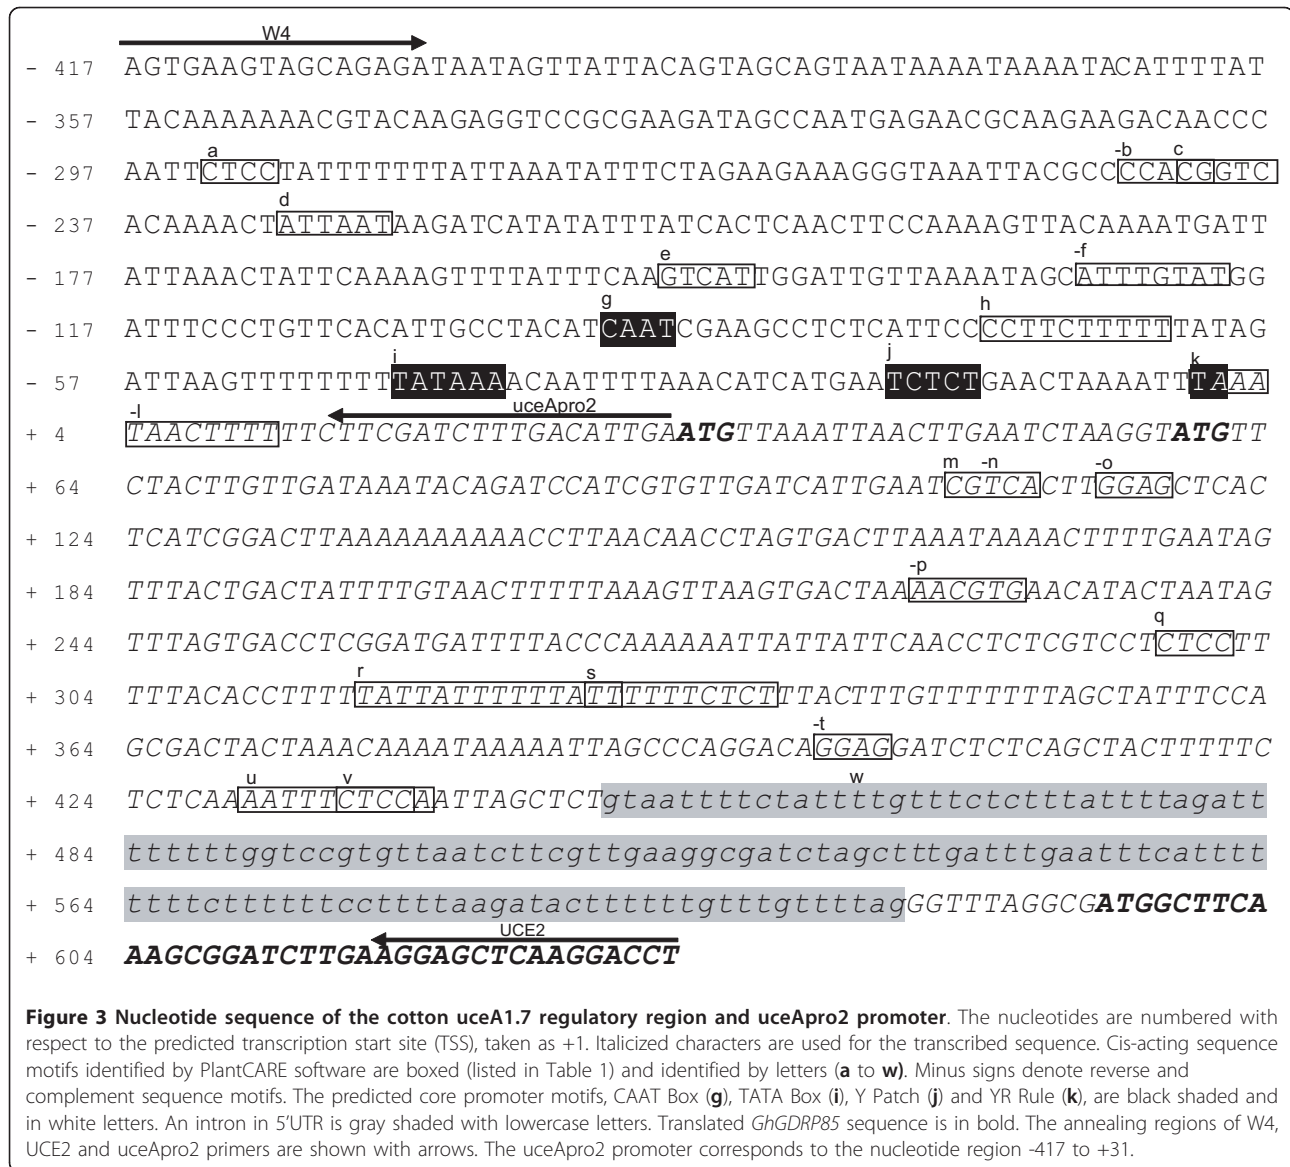 W4
- 417 AGTGAAGTAGCAGAGATAATAGTTATTACAGTAGCAGTAATAAAATAAAATACATTTTAT
- 357 TACAAAAAAACGTACAAGAGGTCCGCGAAGATAGCCAATGAGAACGCAAGAAGACAACCC
a -b c
- 297 AATTCTCCTATTTTTTTATTAAATATTTCTAGAAGAAAGGGTAAATTACGCCCCACGGTC
d
- 237 ACAAAACTATTAATAAGATCATATATTTATCACTCAACTTCCAAAAGTTACAAAATGATT
e -f
- 177 ATTAAACTATTCAAAAGTTTTATTTCAAGTCATTGGATTGTTAAAATAGCATTTGTATGG
g h
- 117 ATTTCCCTGTTCACATTGCCTACATCAATCGAAGCCTCTCATTCCCCTTCTTTTTTATAG
i j k
- 57 ATTAAGTTTTTTTTTATAAAACAATTTTAAACATCATGAATCTCTGAACTAAAATTTAAA
-l uceApro2
+ 4 TAACTTTTTTCTTCGATCTTTGACATTGAATGTTAAATTAACTTGAATCTAAGGTATGTT
m -n -o
+ 64 CTACTTGTTGATAAATACAGATCCATCGTGTTGATCATTGAATCGTCACTTGGAGCTCAC
+ 124 TCATCGGACTTAAAAAAAAAACCTTAACAACCTAGTGACTTAAATAAAACTTTTGAATAG
-p
+ 184 TTTACTGACTATTTTGTAACTTTTTAAAGTTAAGTGACTAAAACGTGAACATACTAATAG
q
+ 244 TTTAGTGACCTCGGATGATTTTACCCAAAAAATTATTATTCAACCTCTCGTCCTCTCCTT
r s
+ 304 TTTACACCTTTTTATTATTTTTTATTTTTTCTCTTTACTTTGTTTTTTTAGCTATTTCCA
-t
+ 364 GCGACTACTAAACAAAATAAAAATTAGCCCAGGACAGGAGGATCTCTCAGCTACTTTTTC
u v w
+ 424 TCTCAAAATTTCTCCAATTAGCTCTgtaattttctattttgtttctctttattttagatt
+ 484 ttttttggtccgtgttaatcttcgttgaaggcgatctagctttgatttgaatttcatttt
+ 564 ttttcttttttccttttaagatacttttttgtttgttttagGGTTTAGGCGATGGCTTCA
UCE2
+ 604 AAGCGGATCTTGAAGGAGCTCAAGGACCT
Figure 3 Nucleotide sequence of the cotton uceA1.7 regulatory region and uceApro2 promoter. The nucleotides are numbered with
respect to the predicted transcription start site (TSS), taken as +1. Italicized characters are used for the transcribed sequence. Cis-acting sequence
motifs identified by PlantCARE software are boxed (listed in Table 1) and identified by letters (a to w). Minus signs denote reverse and
complement sequence motifs. The predicted core promoter motifs, CAAT Box (g), TATA Box (i), Y Patch (j) and YR Rule (k), are black shaded and
in white letters. An intron in 5'UTR is gray shaded with lowercase letters. Translated GhGDRP85 sequence is in bold. The annealing regions of W4,
UCE2 and uceApro2 primers are shown with arrows. The uceApro2 promoter corresponds to the nucleotide region -417 to +31.